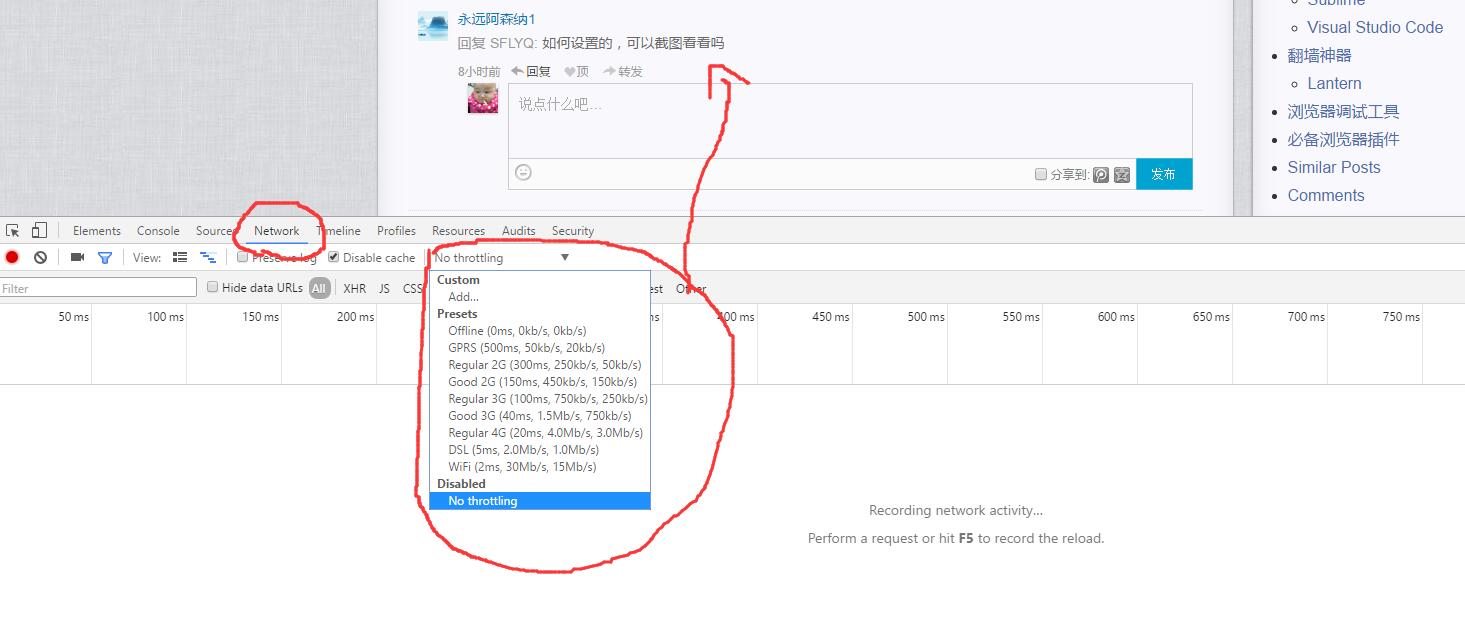 永远阿森纳1
回复 SFLYQ: 如何设置的，可以截图看看吗
8小时前 回复 顶 转发
说点什么吧...
分享到: 发布
Sublime
Visual Studio Code
翻墙神器
Lantern
浏览器调试工具
必备浏览器插件
Similar Posts
Comments
Elements Console Sources Network Timeline Profiles Resources Audits Security
View: Preserve log Disable cache No throttling
Filter Hide data URLs All XHR JS CSS Other
50 ms 100 ms 150 ms 200 ms 400 ms 450 ms 500 ms 550 ms 600 ms 650 ms 700 ms 750 ms
Custom
Add...
Presets
Offline (0ms, 0kb/s, 0kb/s)
GPRS (500ms, 50kb/s, 20kb/s)
Regular 2G (300ms, 250kb/s, 50kb/s)
Good 2G (150ms, 450kb/s, 150kb/s)
Regular 3G (100ms, 750kb/s, 250kb/s)
Good 3G (40ms, 1.5Mb/s, 750kb/s)
Regular 4G (20ms, 4.0Mb/s, 3.0Mb/s)
DSL (5ms, 2.0Mb/s, 1.0Mb/s)
WiFi (2ms, 30Mb/s, 15Mb/s)
Disabled
No throttling
Recording network activity...
Perform a request or hit F5 to record the reload.